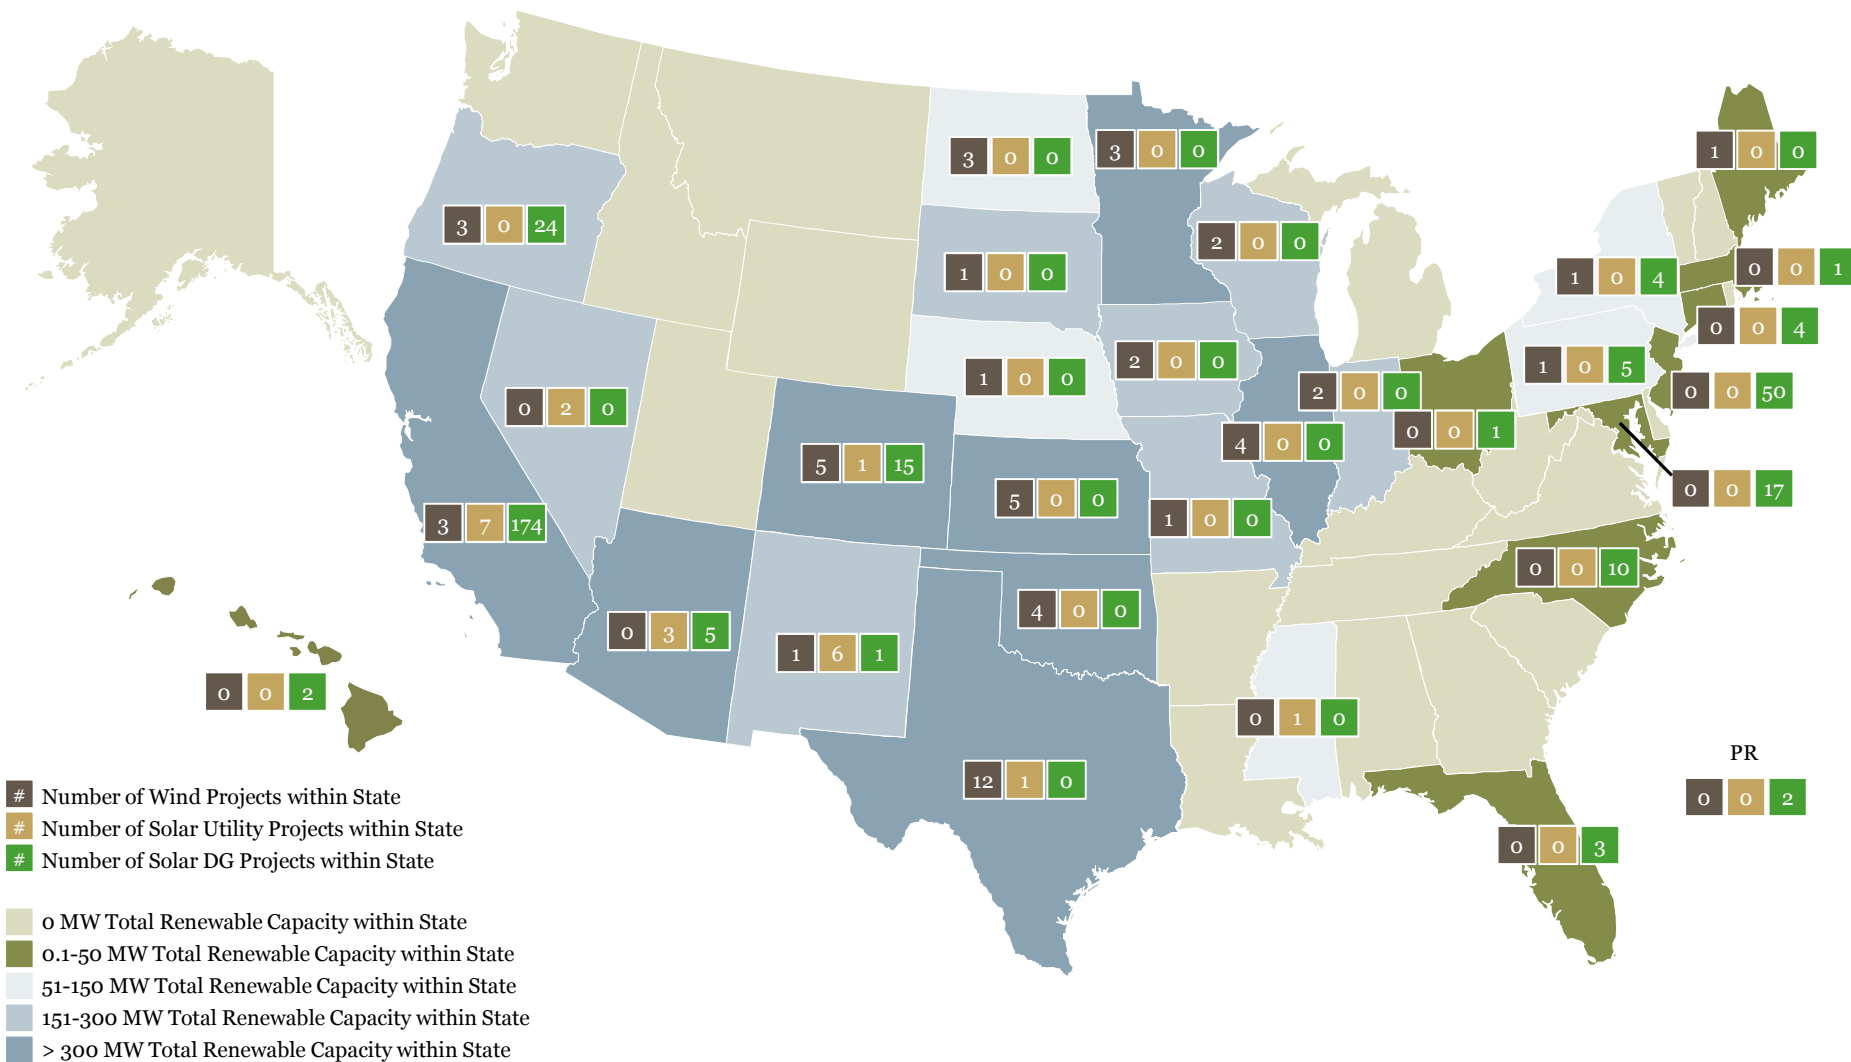 1 0 0
3 0 0
3 0 0
3 0 24
2 0 0
0 0 1
1 0 0
1 0 4
0 0 4
2 0 0
1 0 5
1 0 0
2 0 0
0 0 50
0 2 0
0 0 1
4 0 0
5 1 15
0 0 17
5 0 0
1 0 0
3 7 174
0 0 10
4 0 0
0 3 5
1 6 1
0 0 2
0 1 0
PR
12 1 0
0 0 2
0 0 3
# Number of Wind Projects within State
# Number of Solar Utility Projects within State
# Number of Solar DG Projects within State
0 MW Total Renewable Capacity within State
0.1-50 MW Total Renewable Capacity within State
51-150 MW Total Renewable Capacity within State
151-300 MW Total Renewable Capacity within State
> 300 MW Total Renewable Capacity within State